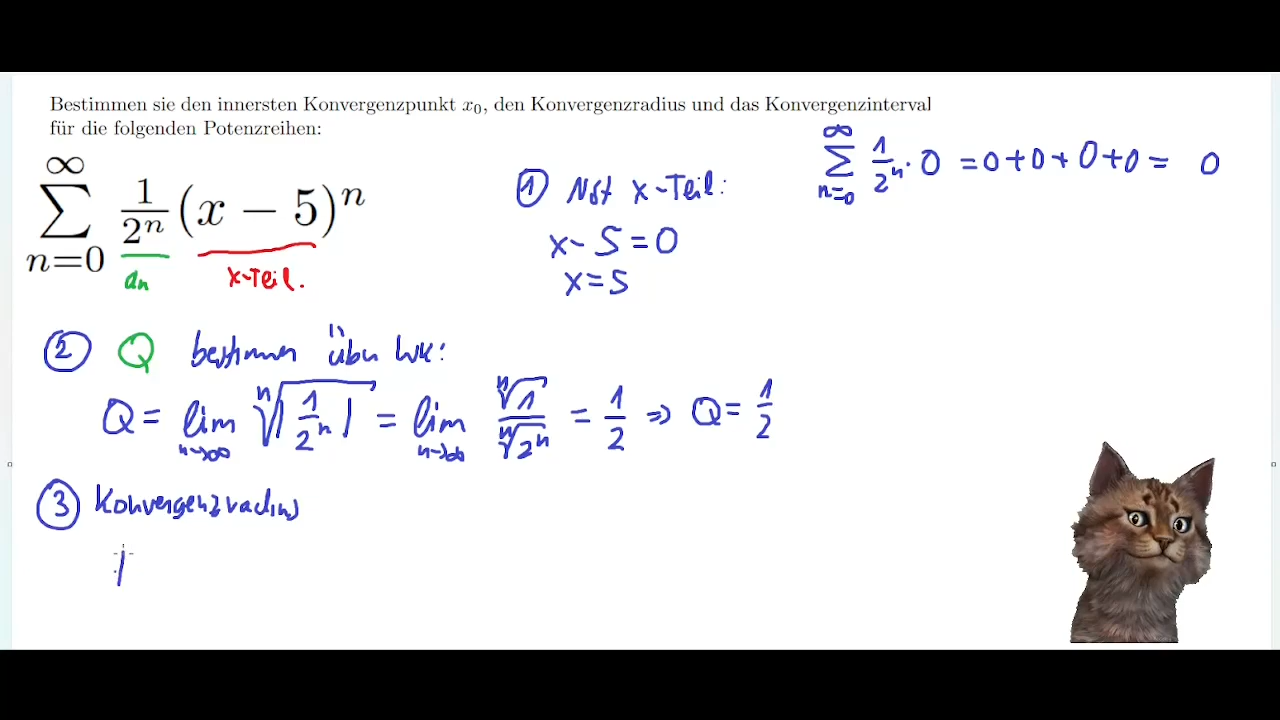 Bestimmen sie den innersten Konvergenzpunkt x₀, den Konvergenzradius und das Konvergenzinterval
für die folgenden Potenzreihen:
∑_{n=0}^{∞} 1/2ⁿ (x − 5)ⁿ
an
x-Teil.
① Nst x-Teil:
x - 5 = 0
x = 5
∑_{n=0}^{∞} 1/2ⁿ · 0 = 0 + 0 + 0 + 0 = 0
② Q bestimmen über WK:
Q = lim_{n→∞} ⁿ√|1/2ⁿ| = lim_{n→∞} ⁿ√1 / ⁿ√2ⁿ = 1/2 ⇒ Q = 1/2
③ Konvergenzradius